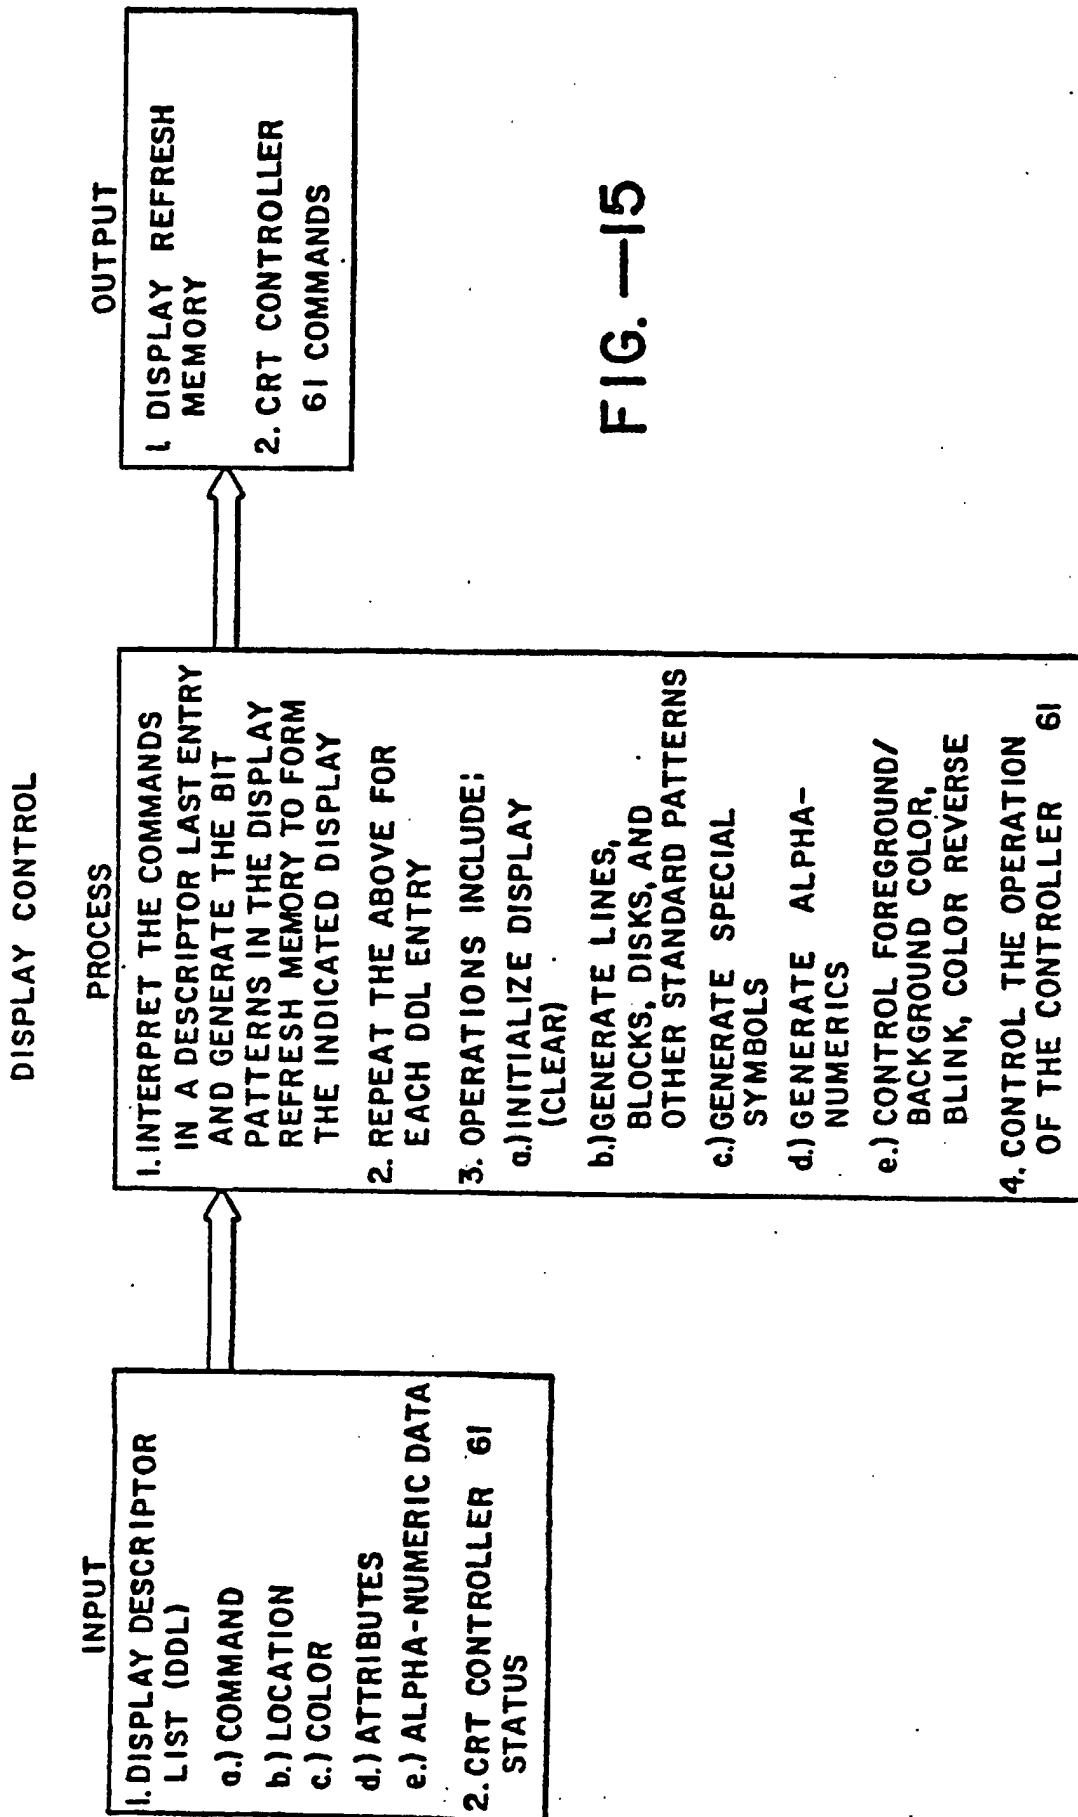 DISPLAY CONTROL
INPUT
1. DISPLAY DESCRIPTOR
LIST (DDL)
a.) COMMAND
b.) LOCATION
c.) COLOR
d.) ATTRIBUTES
e.) ALPHA-NUMERIC DATA
2. CRT CONTROLLER 61
STATUS
PROCESS
1. INTERPRET THE COMMANDS
IN A DESCRIPTOR LAST ENTRY
AND GENERATE THE BIT
PATTERNS IN THE DISPLAY
REFRESH MEMORY TO FORM
THE INDICATED DISPLAY
2. REPEAT THE ABOVE FOR
EACH DDL ENTRY
3. OPERATIONS INCLUDE:
a.) INITIALIZE DISPLAY
(CLEAR)
b.) GENERATE LINES,
BLOCKS, DISKS, AND
OTHER STANDARD PATTERNS
c.) GENERATE SPECIAL
SYMBOLS
d.) GENERATE ALPHA-
NUMERICS
e.) CONTROL FOREGROUND/
BACKGROUND COLOR,
BLINK, COLOR REVERSE
4. CONTROL THE OPERATION
OF THE CONTROLLER 61
OUTPUT
1. DISPLAY REFRESH
MEMORY
2. CRT CONTROLLER
61 COMMANDS
FIG.—15